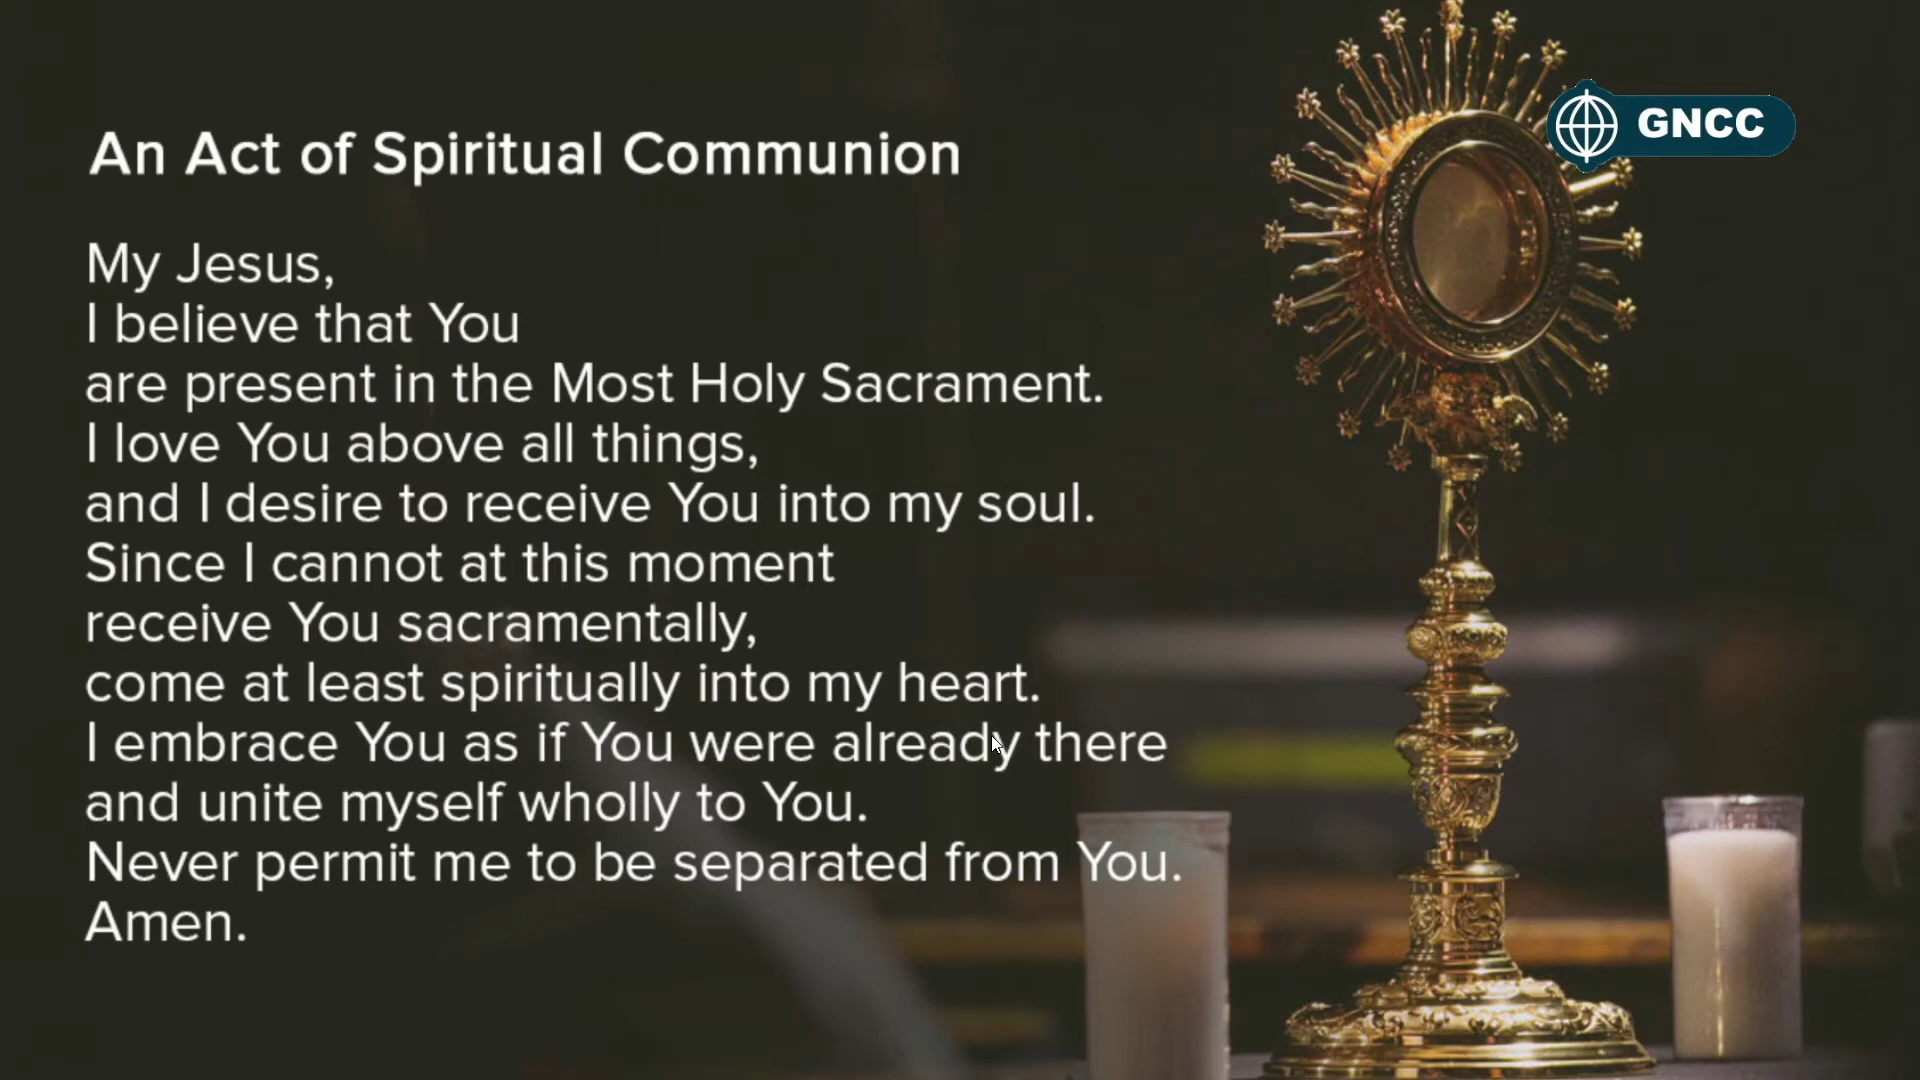 GNCC
An Act of Spiritual Communion
My Jesus,
I believe that You
are present in the Most Holy Sacrament.
I love You above all things,
and I desire to receive You into my soul.
Since I cannot at this moment
receive You sacramentally,
come at least spiritually into my heart.
I embrace You as if You were already there
and unite myself wholly to You.
Never permit me to be separated from You.
Amen.